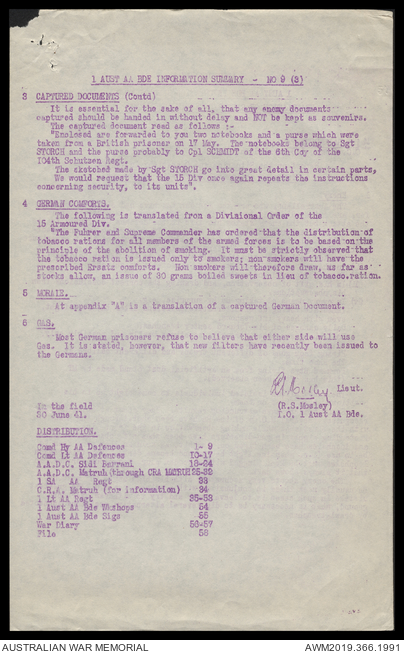 1 AUST AA BDE INFORMATION SUMMARY - NO 9 (3)
3 CAPTURED DOCUMENTS (Contd)
It is essential for the sake of all, that any enemy documents
captured should be handed in without delay and NOT be kept as souvenirs.
The captured document read as follows :-
"Enclosed are forwarded to you two notebooks and a purse which were
taken from a British prisoner on 17 May. The notebooks belong to Sgt
STORCH and the purse probably to Cpl SCHMIDT of the 6th Coy of the
104th Schutzen Regt.
The sketches made by Sgt STORCH go into great detail in certain parts,
We would request that the 15 Div once again repeats the instructions
concerning security, to its units".
4 GERMAN COMFORTS.
The following is translated from a Divisional Order of the
15 Armoured Div.
"The Fuhrer and Supreme Commander has ordered that the distribution of
tobacco rations for all members of the armed forces is to be based on the
principle of the abolition of smoking. It must be strictly observed that
the tobacco ration is issued only to smokers; non smokers will have the
prescribed Ersatz comforts. Non smokers will therefore draw, as far as
stocks allow, an issue of 30 grams boiled sweets in lieu of tobacco ration.
5 MORALE.
At appendix "A" is a translation of a captured German Document.
6 GAS.
Most German prisoners refuse to believe that either side will use
Gas. It is stated, however, that new filters have recently been issued to
the Germans.
Lieut.
In the field
(R.S. Mosley)
20 June 41.
I.O. 1 Aust AA Bde.
DISTRIBUTION.
Comd Hy AA Defences 1- 9
Comd Lt AA Defences 10-17
A.A.D.C. Sidi Barrani 18-24
A.A.D.C. Matruh (through CRA MATRUH 25-32
1 SA AA Regt 33
C.R.A. Matruh (for information) 34
1 Lt AA Regt 35-53
1 Aust AA Bde Wkshops 54
1 Aust AA Bde Sigs 55
War Diary 56-57
File 58
AUSTRALIAN WAR MEMORIAL
AWM2019.366.1991